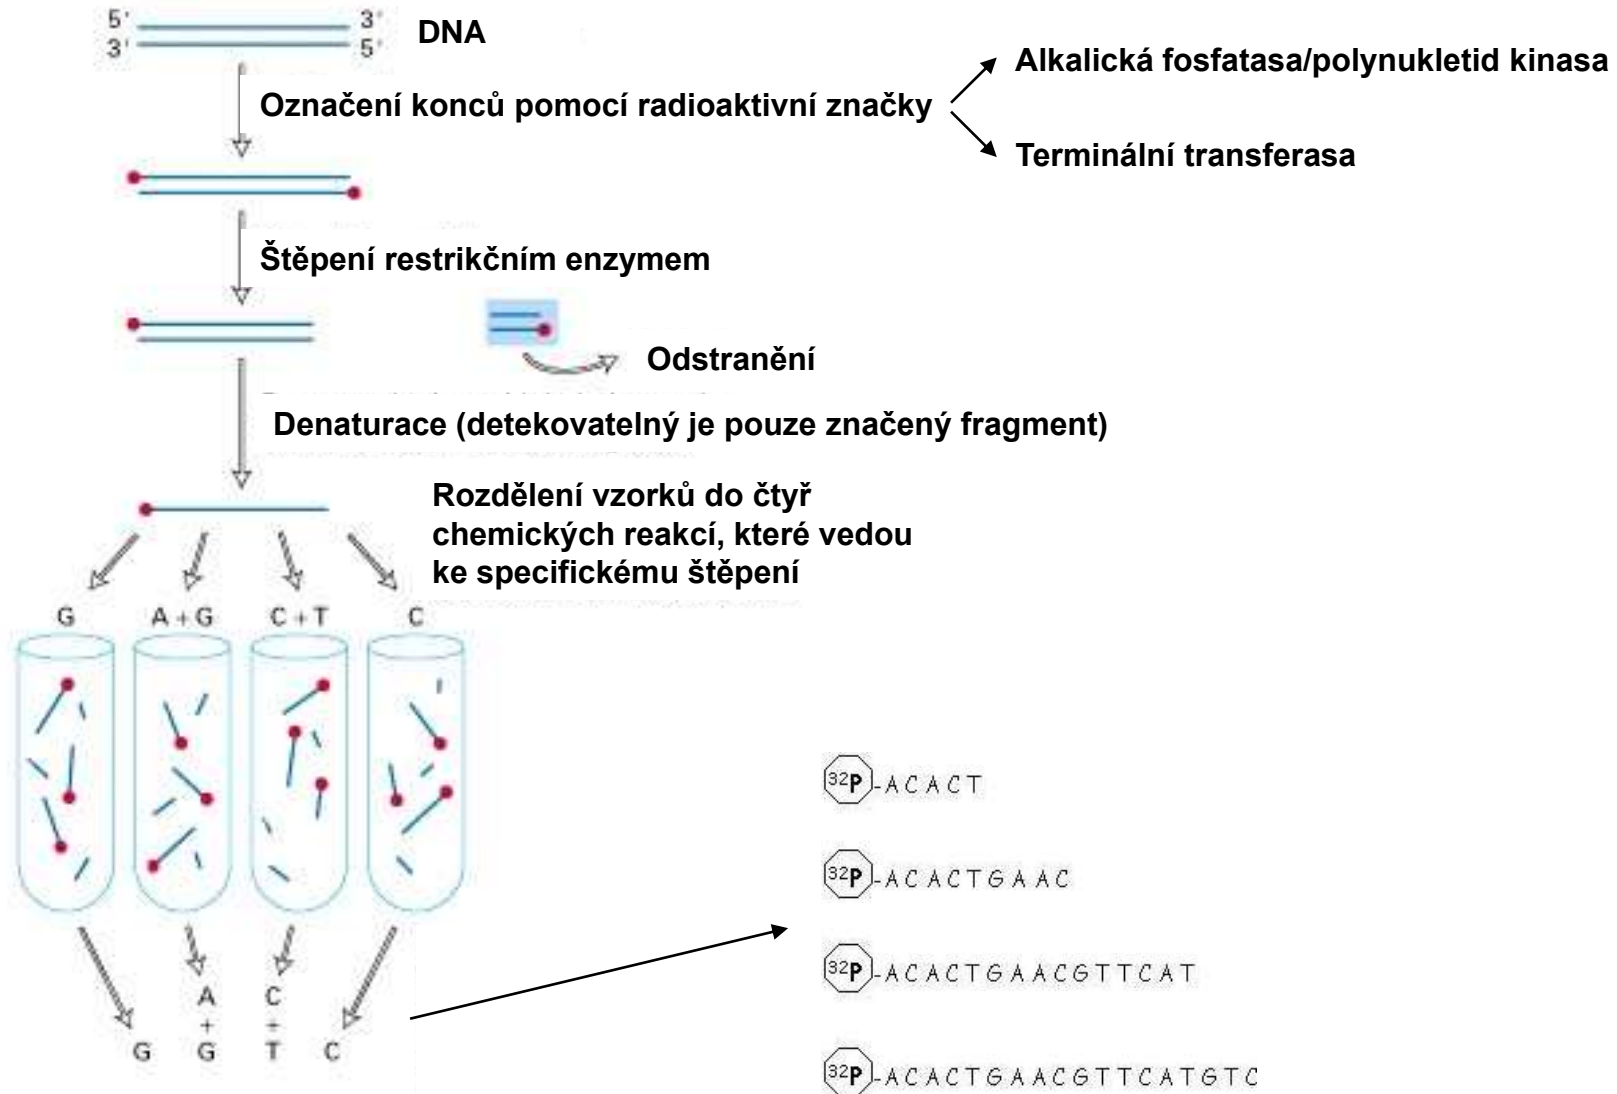 5' 3'
3' 5'
DNA
Alkalická fosfatasa/polynukletid kinasa
Označení konců pomocí radioaktivní značky
Terminální transferasa
Štěpení restrikčním enzymem
Odstranění
Denaturace (detekovatelný je pouze značený fragment)
Rozdělení vzorků do čtyř
chemických reakcí, které vedou
ke specifickému štěpení
G A+G C+T C
32P-ACACT
32P-ACACTGAAC
32P-ACACTGAACGTTCAT
32P-ACACTGAACGTTCATGTC
A C
+ +
G G T C